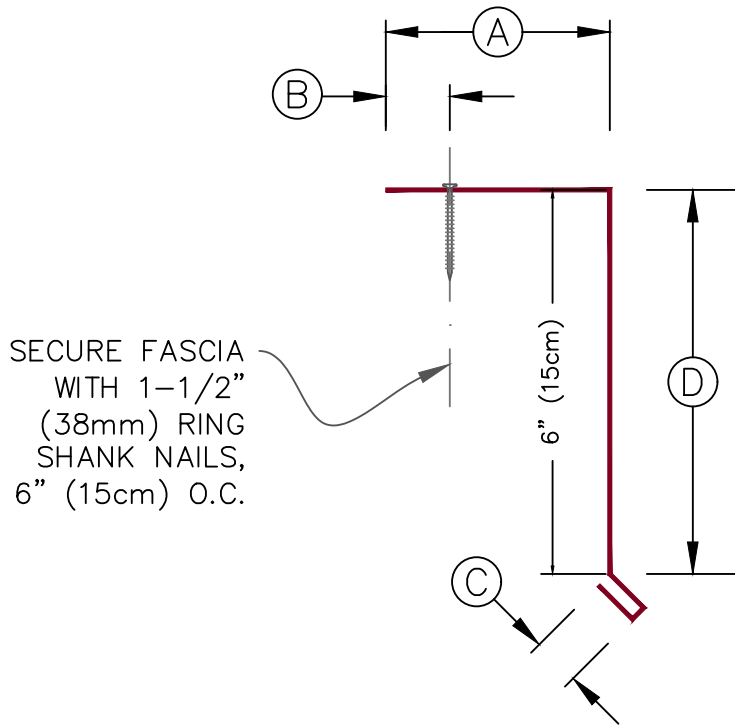 A
B
SECURE FASCIA
WITH 1-1/2”
(38mm) RING
SHANK NAILS,
6” (15cm) O.C.
6” (15cm)
D
C